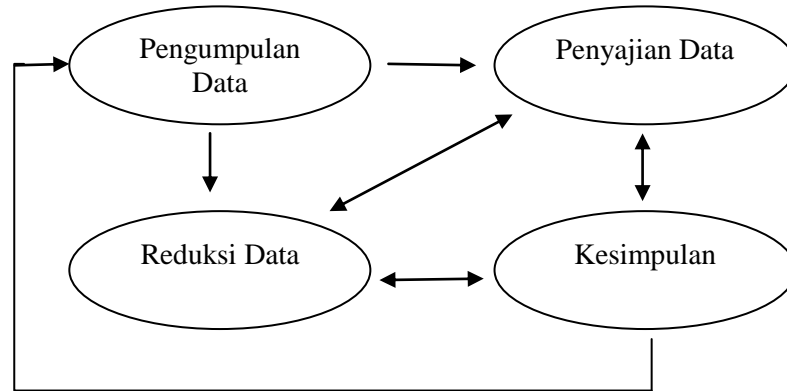 Pengumpulan
Data
Penyajian Data
Reduksi Data
Kesimpulan